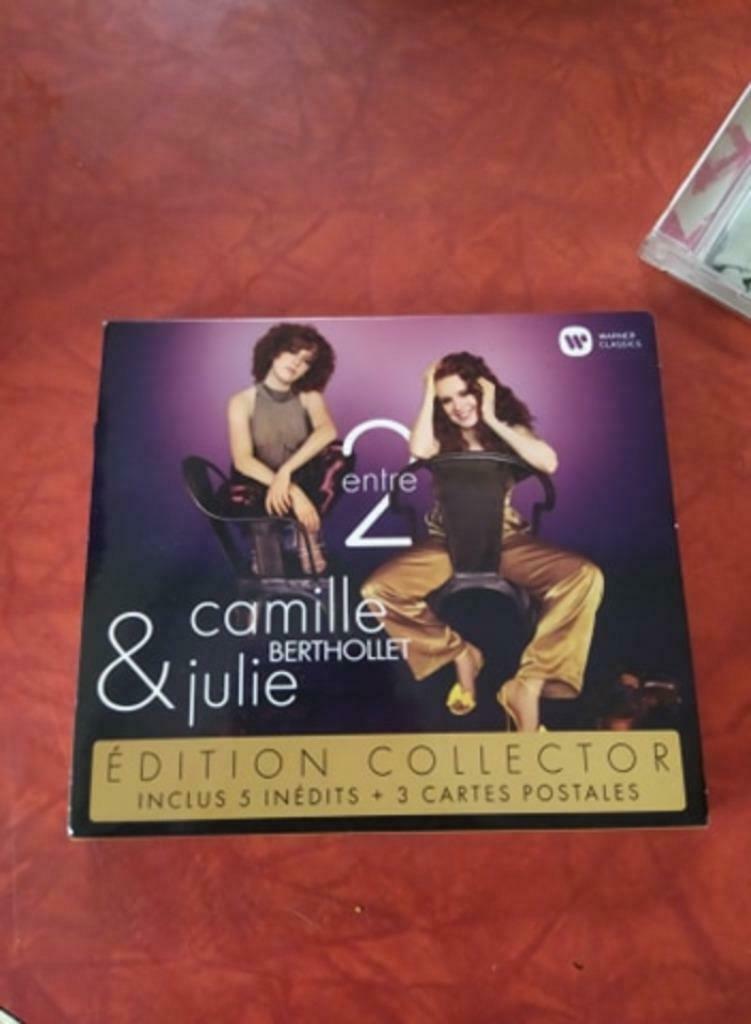 WARNER
CLASSICS
2
entre
camille
BERTHOLLET
& julie
ÉDITION COLLECTOR
INCLUS 5 INÉDITS + 3 CARTES POSTALES